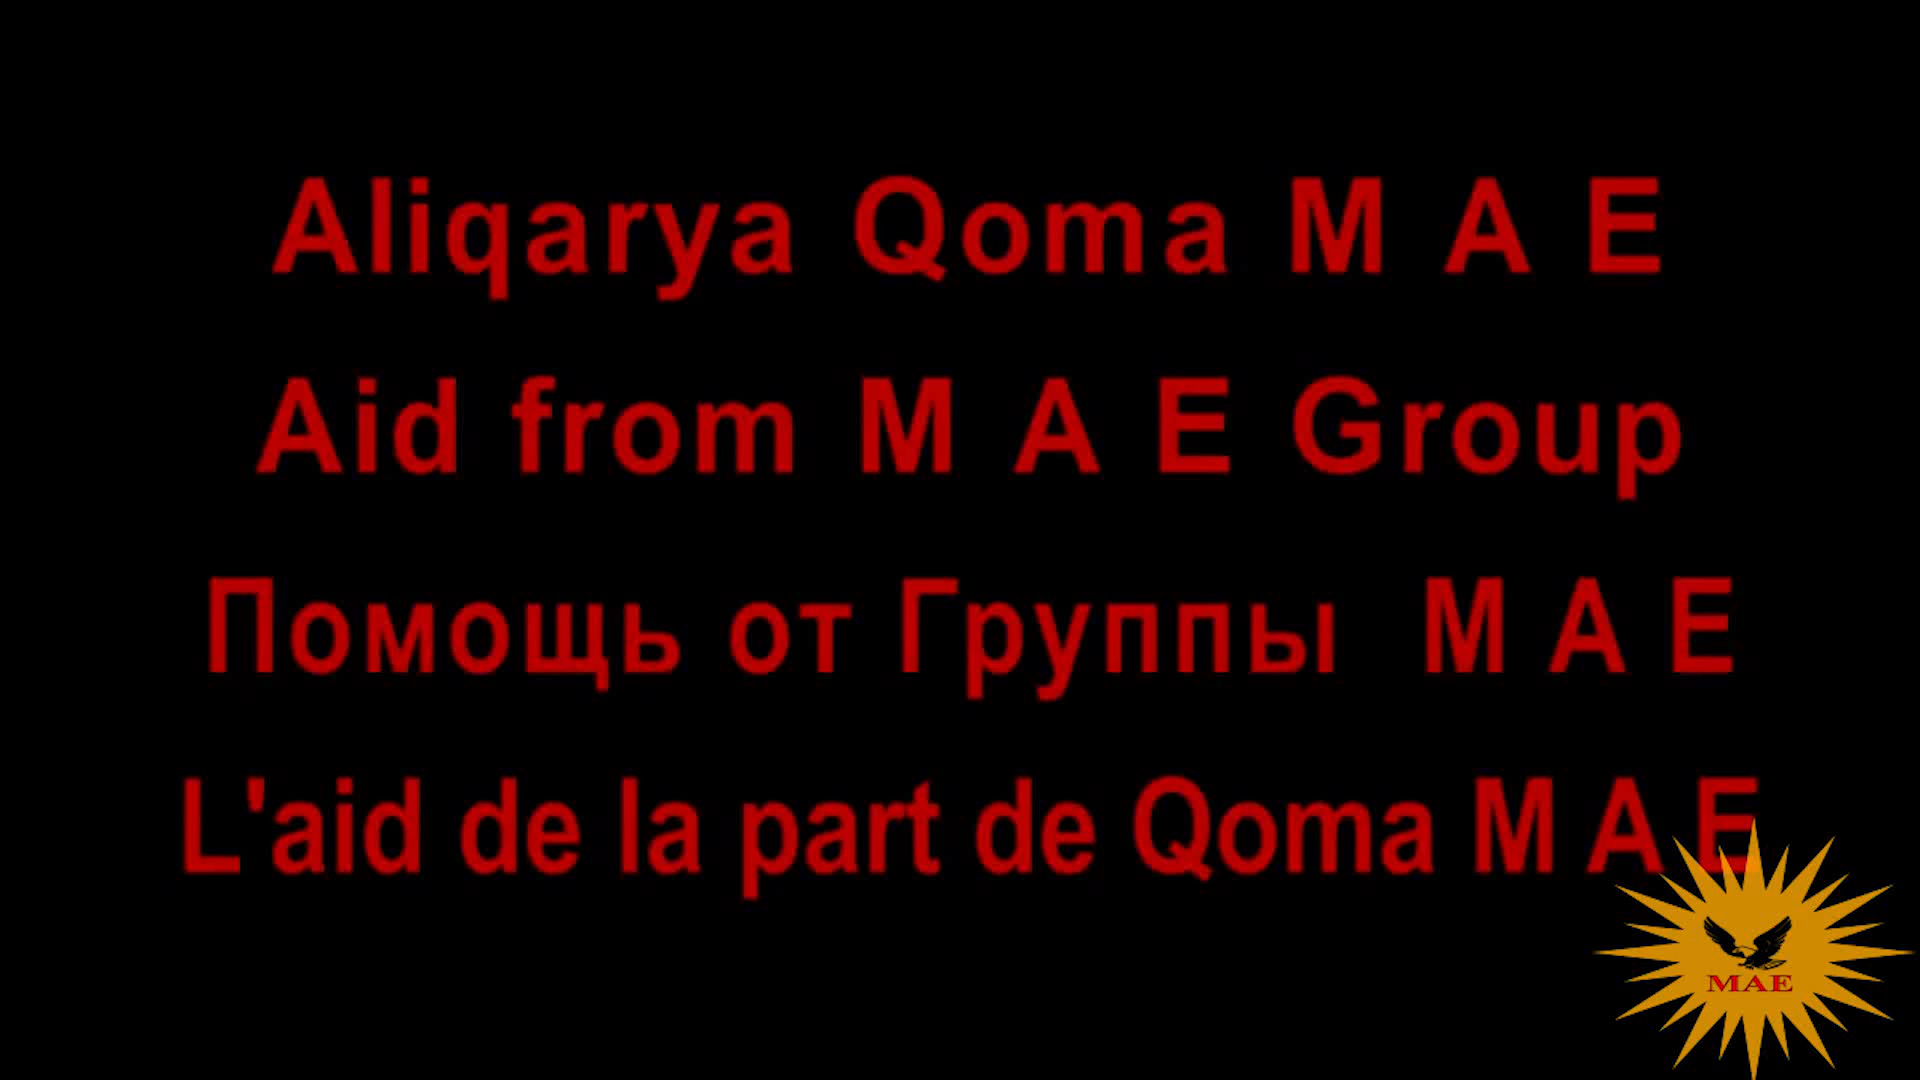 Aliqarya Qoma M A E
Aid from M A E Group
Помощь от Группы М А Е
L'aid de la part de Qoma M A E
MAE